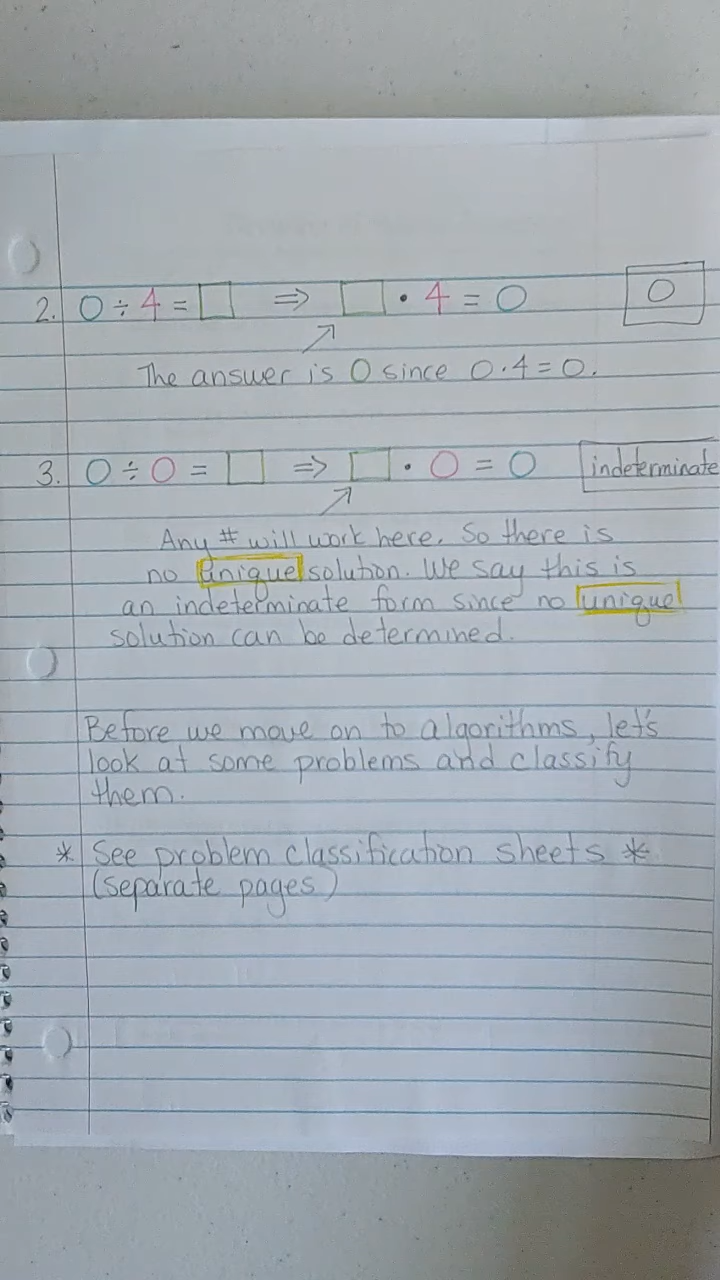 2. 0 ÷ 4 = □ ⇒ □ · 4 = 0 0
The answer is 0 since 0 · 4 = 0.
3. 0 ÷ 0 = □ ⇒ □ · 0 = 0 indeterminate
Any # will work here. So there is
no unique solution. We say this is
an indeterminate form since no unique
solution can be determined.
Before we move on to algorithms, let's
look at some problems and classify
them.
* See problem classification sheets *
(separate pages)